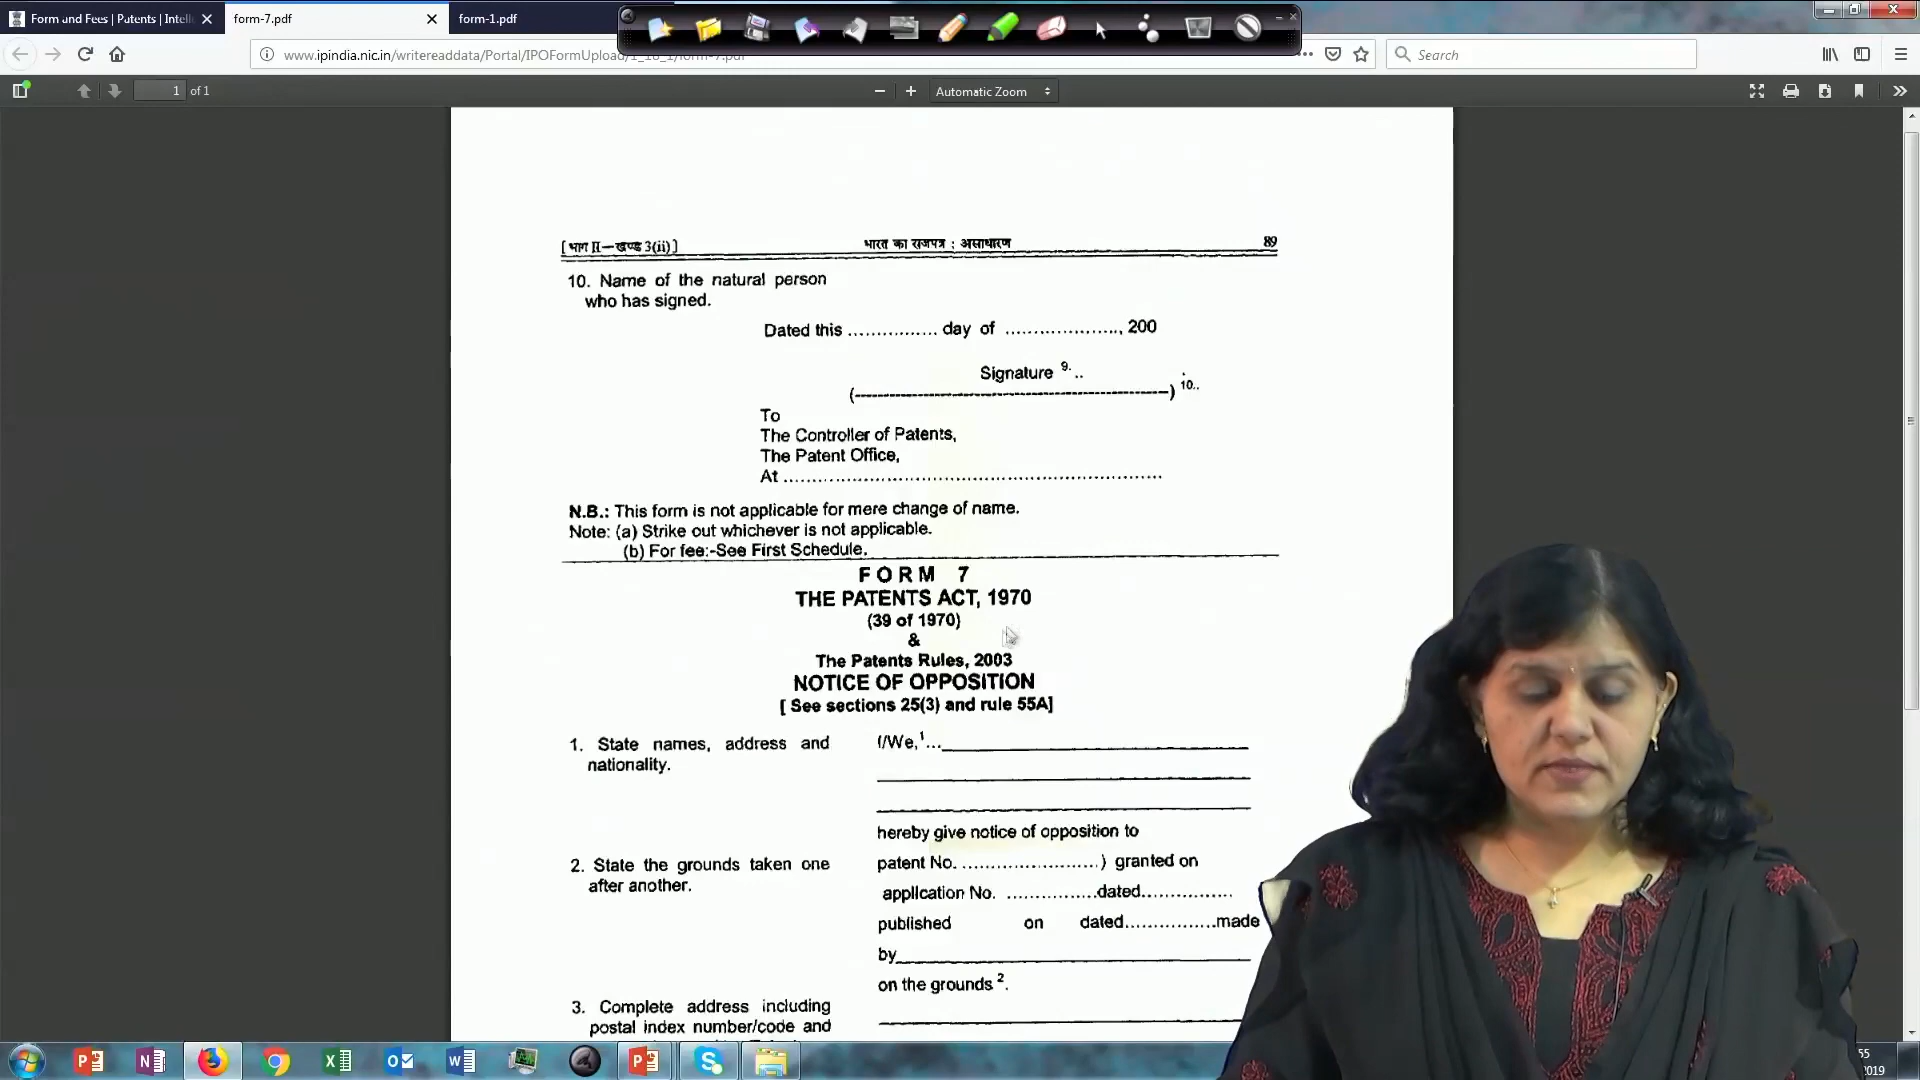 Form and Fees | Patents | Intell
form-7.pdf
form-1.pdf
www.ipindia.nic.in/writereaddata/Portal/IPOFormUpload/1_18_1/form-7.pdf
Search
1 of 1
Automatic Zoom
[ भाग II—खण्ड 3(ii) ]
भारत का राजपत्र : असाधारण
89
10. Name of the natural person
who has signed.
Dated this ............... day of ...................., 200
Signature 9...
(------------------------------------------------) 10..
To
The Controller of Patents,
The Patent Office,
At ..............................................................
N.B.: This form is not applicable for mere change of name.
Note: (a) Strike out whichever is not applicable.
(b) For fee:-See First Schedule.
FORM 7
THE PATENTS ACT, 1970
(39 of 1970)
&
The Patents Rules, 2003
NOTICE OF OPPOSITION
[ See sections 25(3) and rule 55A]
1. State names, address and
nationality.
I/We,1...
hereby give notice of opposition to
patent No. .......................) granted on
2. State the grounds taken one
after another.
application No. ...............dated...............
published on dated...............made
by
on the grounds 2.
3. Complete address including
postal index number/code and
55
2019